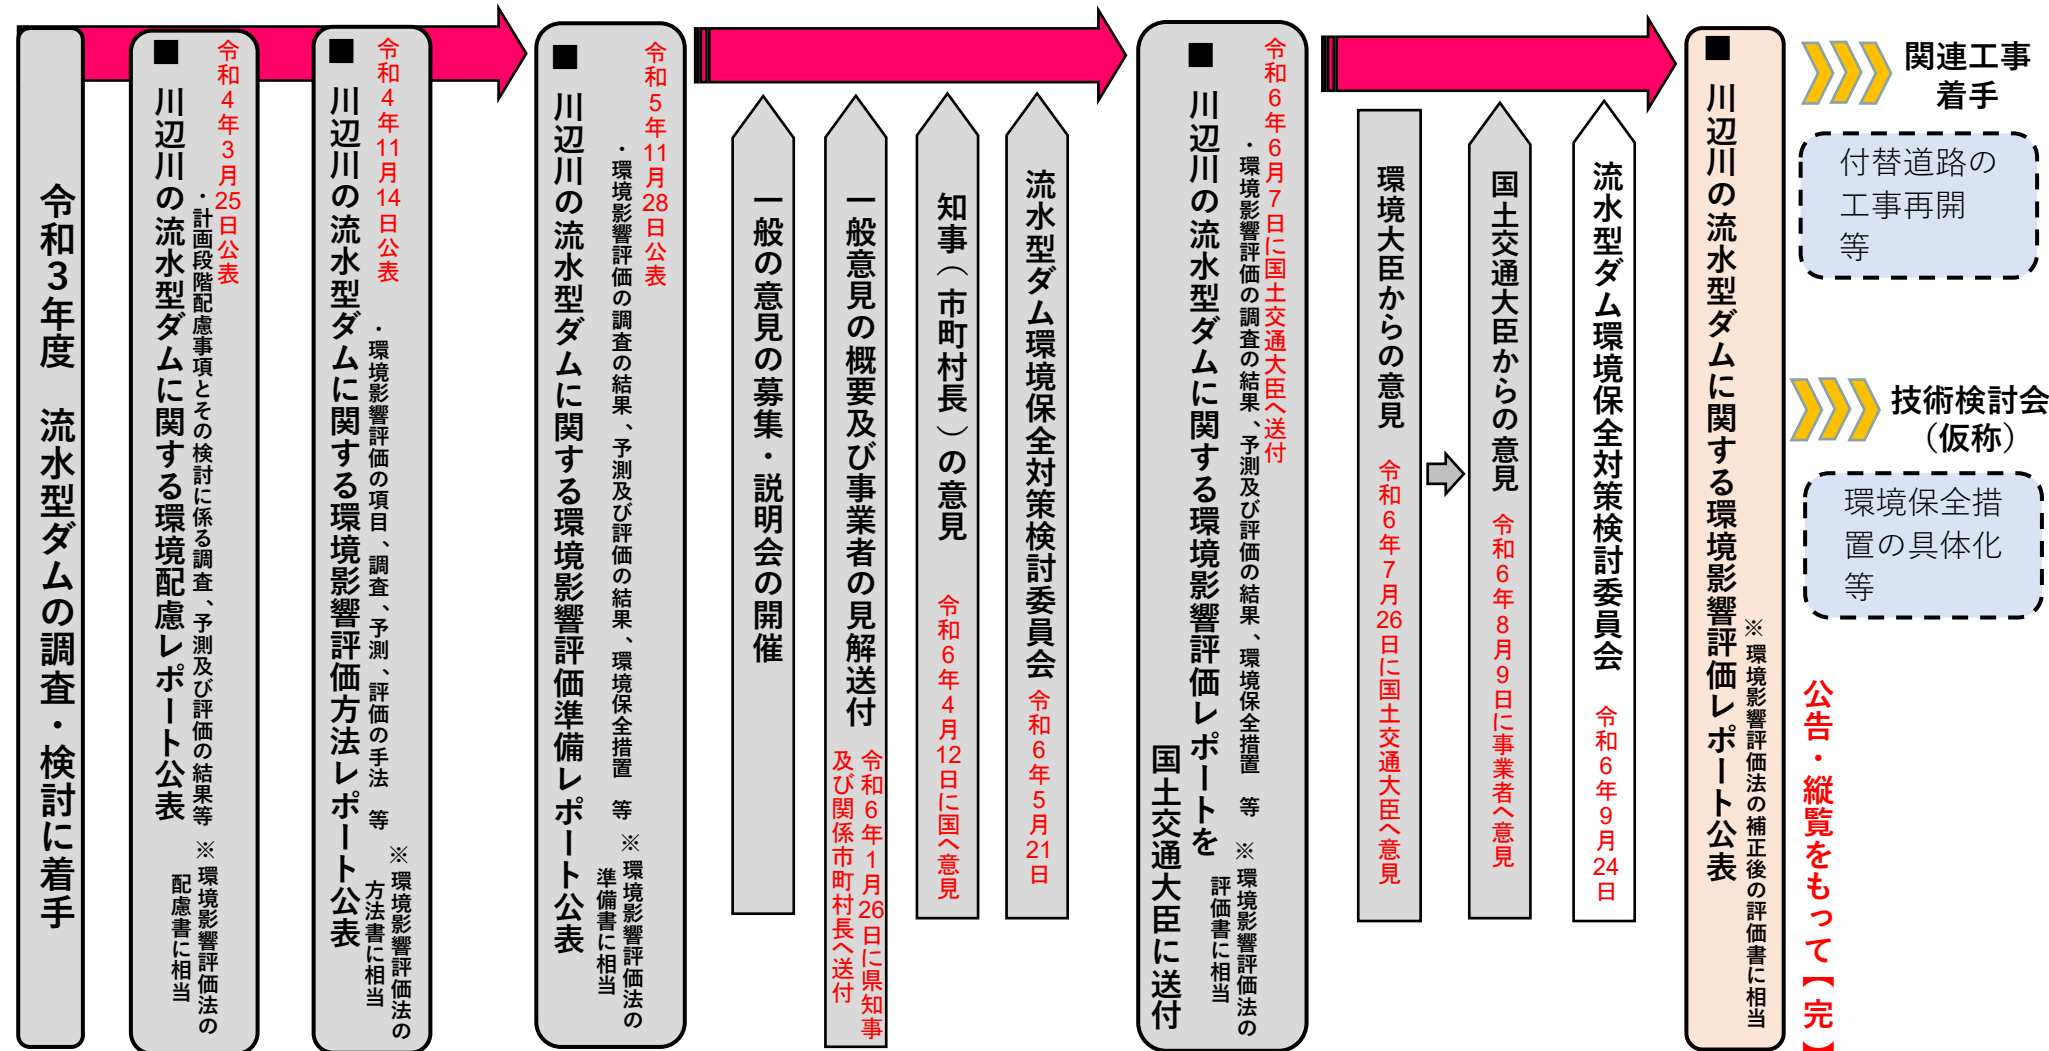 令和３年度　流水型ダムの調査・検討に着手
■　川辺川の流水型ダムに関する環境配慮レポート公表
令和４年３月25日公表
・計画段階配慮事項とその検討に係る調査、予測及び評価の結果等
※環境影響評価法の
配慮書に相当
■　川辺川の流水型ダムに関する環境影響評価方法レポート公表
令和４年11月14日公表
・環境影響評価の項目、調査、予測、評価の手法　等
※環境影響評価法の
方法書に相当
■　川辺川の流水型ダムに関する環境影響評価準備レポート公表
令和５年11月28日公表
・環境影響評価の調査の結果、予測及び評価の結果、環境保全措置　等
※環境影響評価法の
準備書に相当
一般の意見の募集・説明会の開催
一般意見の概要及び事業者の見解送付
令和６年１月26日に県知事
及び関係市町村長へ送付
知事（市町村長）の意見　令和６年４月12日に国へ意見
流水型ダム環境保全対策検討委員会　令和６年５月21日
■　川辺川の流水型ダムに関する環境影響評価レポートを
国土交通大臣に送付
令和６年６月７日に国土交通大臣へ送付
・環境影響評価の調査の結果、予測及び評価の結果、環境保全措置　等
※環境影響評価法の
評価書に相当
環境大臣からの意見　令和６年７月26日に国土交通大臣へ意見
国土交通大臣からの意見　令和６年８月９日に事業者へ意見
流水型ダム環境保全対策検討委員会　令和６年９月24日
■　川辺川の流水型ダムに関する環境影響評価レポート公表
※環境影響評価法の補正後の評価書に相当
関連工事
着手
付替道路の
工事再開
等
技術検討会
（仮称）
環境保全措
置の具体化
等
公告・縦覧をもって【完】